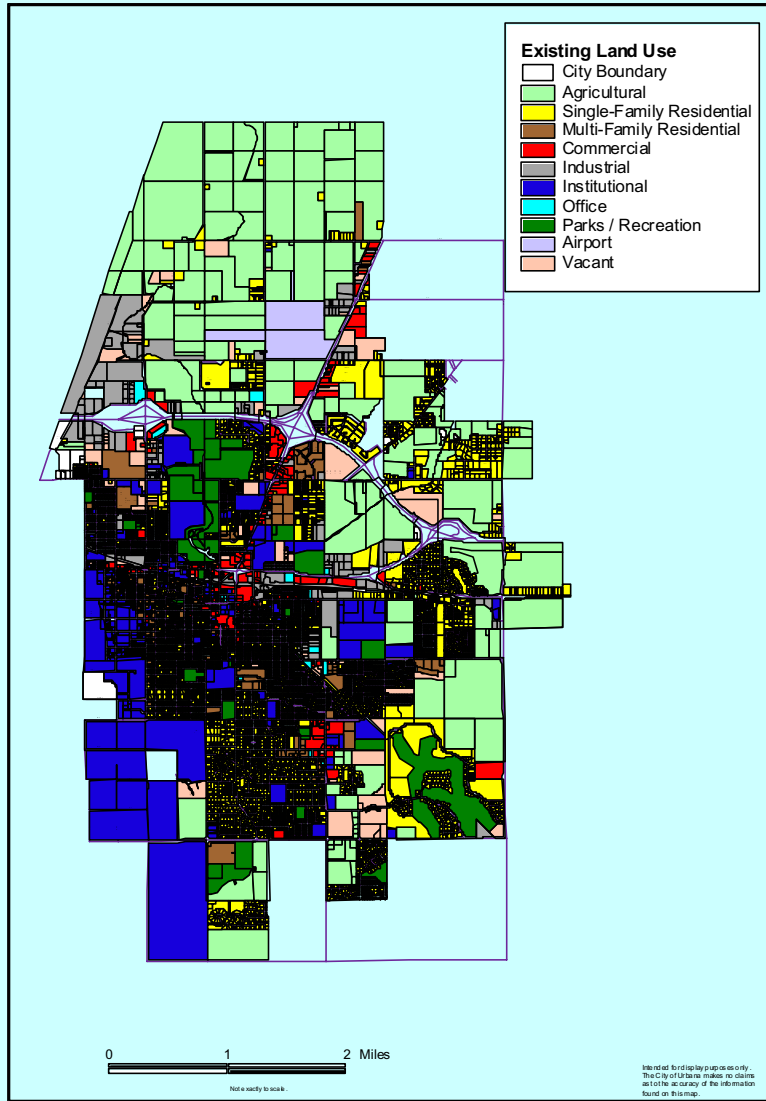 Existing Land Use
City Boundary
Agricultural
Single-Family Residential
Multi-Family Residential
Commercial
Industrial
Institutional
Office
Parks / Recreation
Airport
Vacant
0 1 2 Miles
Not exactly to scale.
Intended for display purposes only.
The City of Urbana makes no claims
as to the accuracy of the information
found on this map.